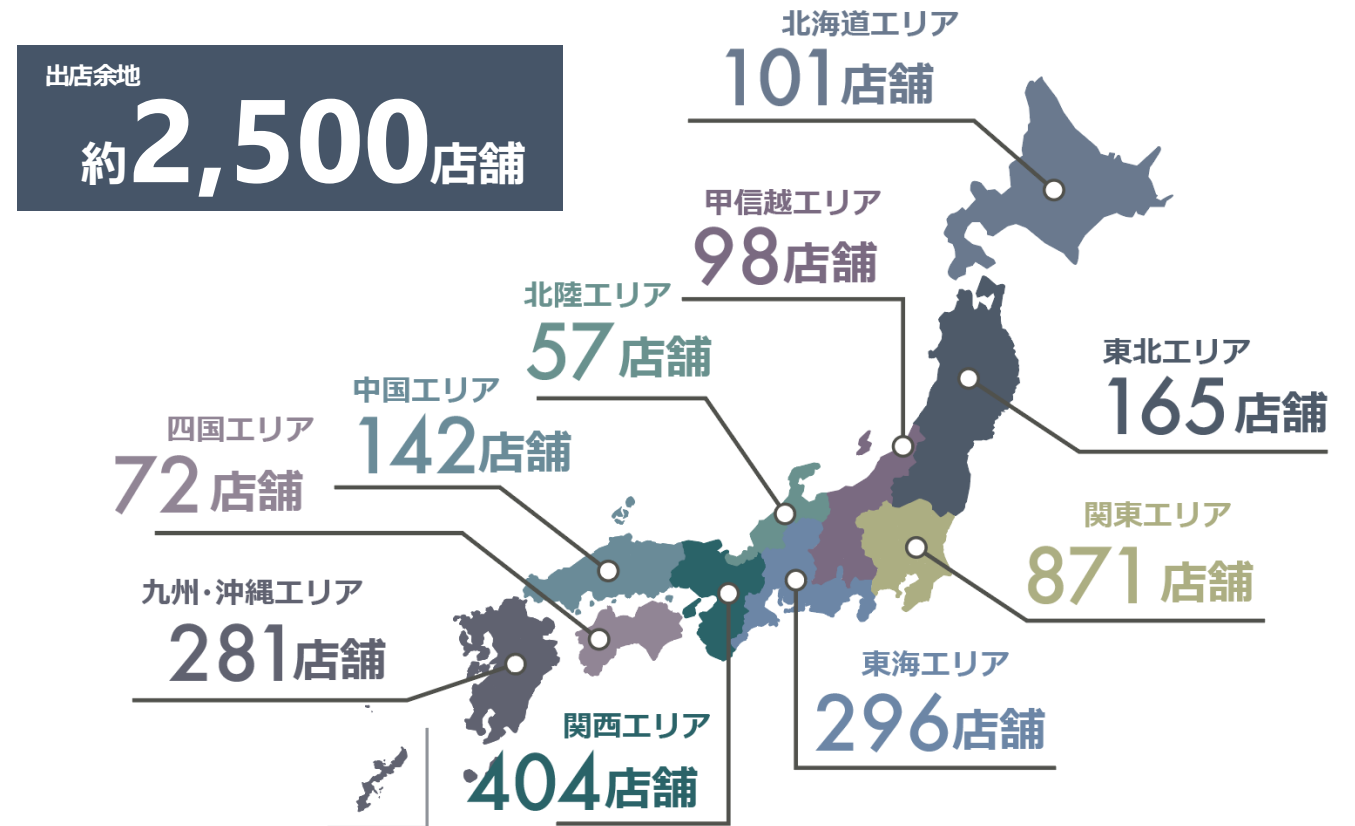 出店余地
約2,500店舗
北海道エリア
101店舗
甲信越エリア
98店舗
北陸エリア
57店舗
東北エリア
165店舗
中国エリア
142店舗
四国エリア
72店舗
関東エリア
871店舗
九州・沖縄エリア
281店舗
東海エリア
296店舗
関西エリア
404店舗